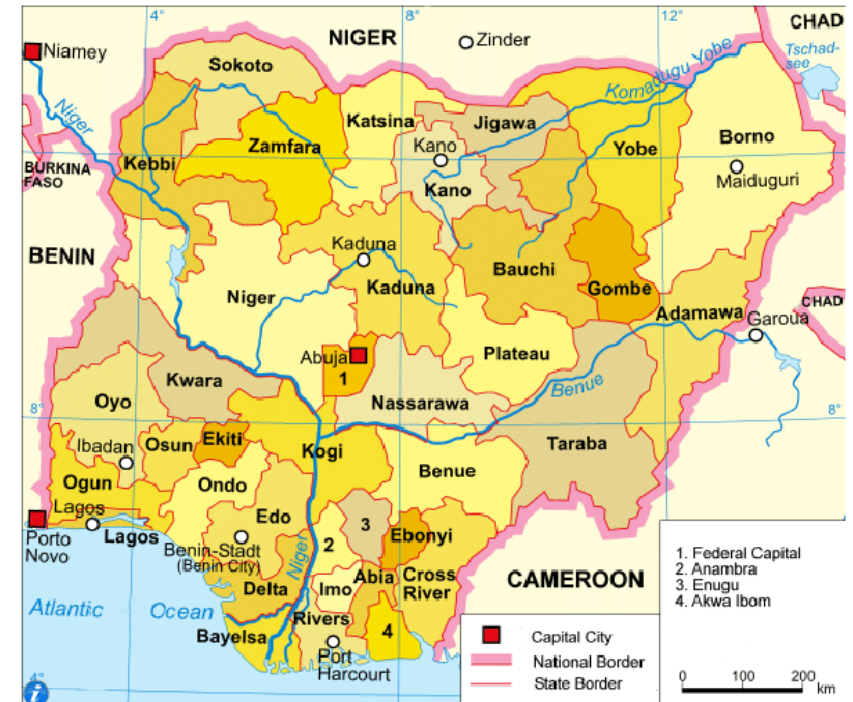 4°
8°
12°
CHAD
NIGER
Zinder
Niamey
Tschad-
see
Sokoto
Komadugu Yobe
Niger
Katsina
Jigawa
Kano
Zamfara
Yobe
Borno
Kebbi
BURKINA
FASO
Kano
Maiduguri
BENIN
Kaduna
Bauchi
Kaduna
Gombe
Niger
CHAD
Adamawa
Garoua
Abuja
1
Plateau
Kwara
Benue
Nassarawa
Oyo
8°
8°
Ibadan
Osun
Ekiti
Kogi
Taraba
Benue
Ogun
Ondo
Lagos
Edo
3
Ebonyi
Porto
Novo
Lagos
2
Benin-Stadt
(Benin City)
Niger
Abia
Cross
River
CAMEROON
Delta
Imo
Atlantic Ocean
Rivers
4
Bayelsa
Port
Harcourt
4°
i
1. Federal Capital
2. Anambra
3. Enugu
4. Akwa Ibom
Capital City
National Border
State Border
0 100 200
km